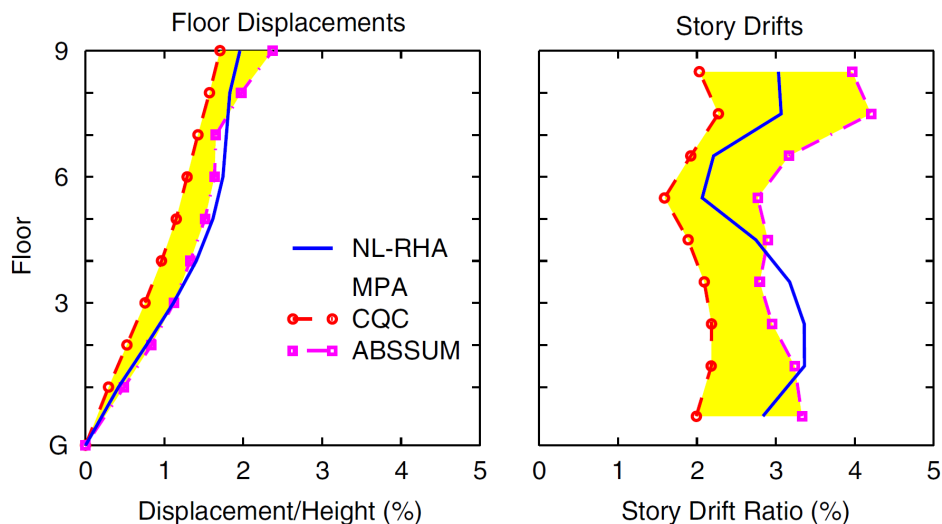 Floor Displacements
9
6
3
G
Floor
0 1 2 3 4 5
Displacement/Height (%)
NL-RHA
MPA
CQC
ABSSUM
Story Drifts
0 1 2 3 4 5
Story Drift Ratio (%)